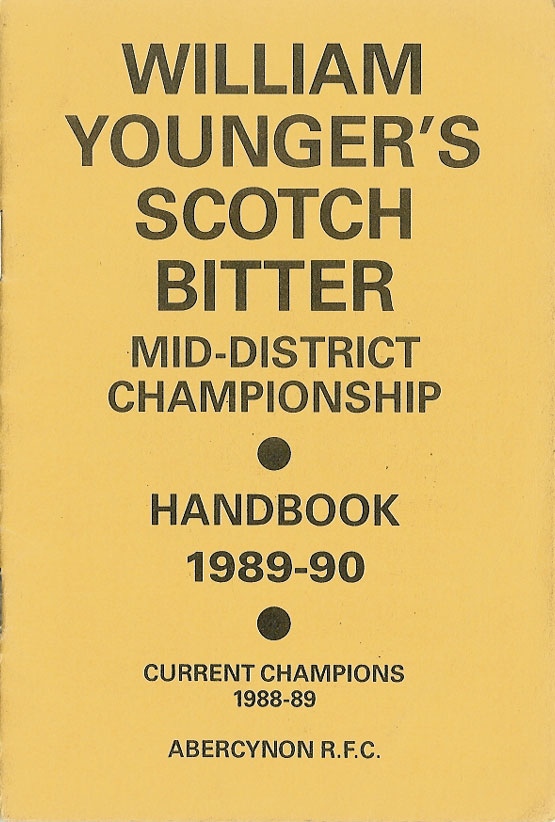 WILLIAM
YOUNGER'S
SCOTCH
BITTER
MID-DISTRICT
CHAMPIONSHIP
HANDBOOK
1989-90
CURRENT CHAMPIONS
1988-89
ABERCYNON R.F.C.